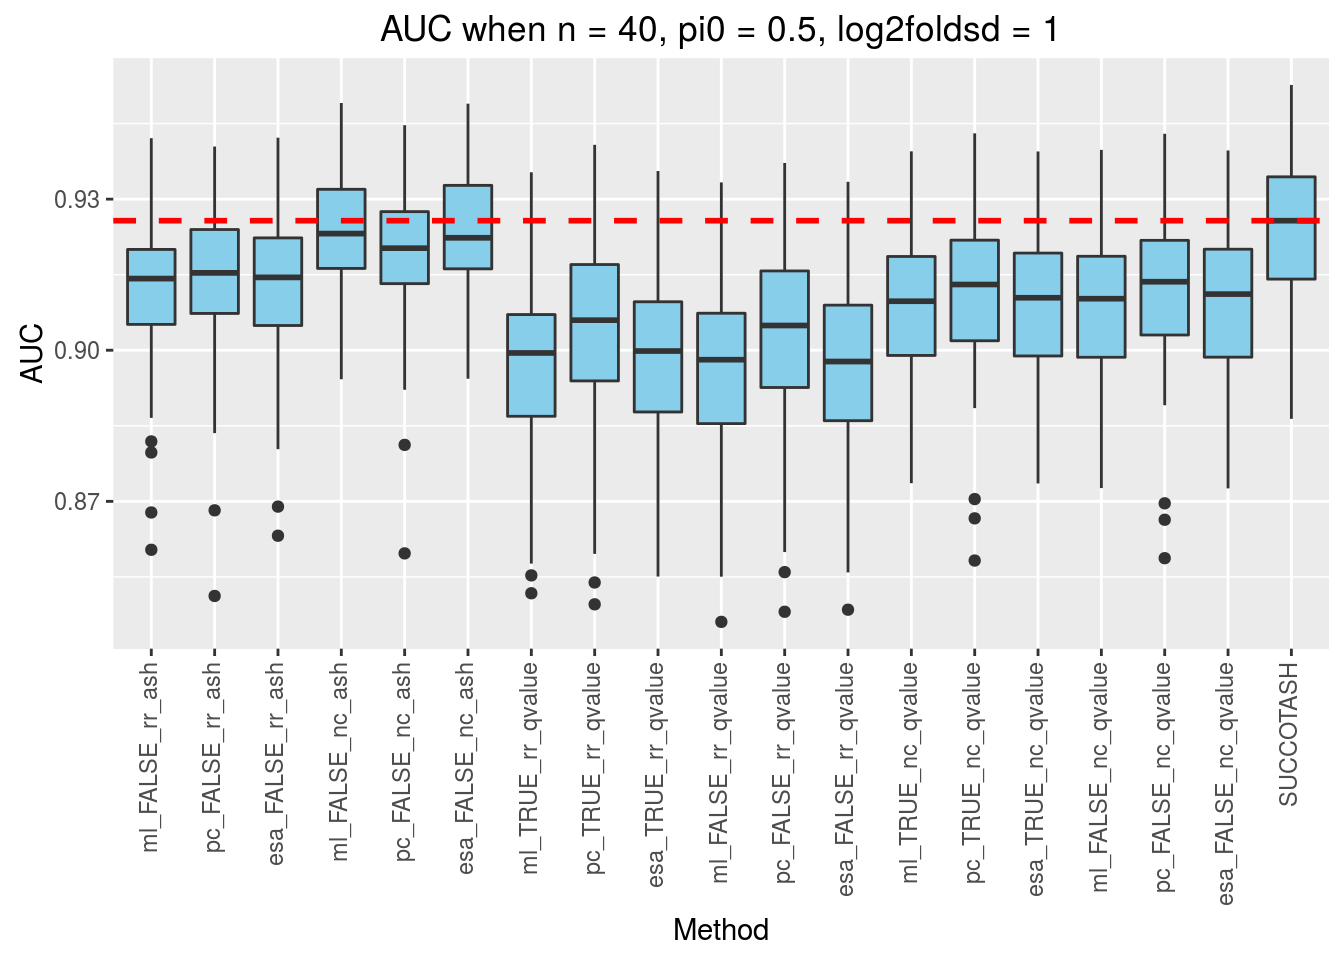 AUC when n = 40, pi0 = 0.5, log2foldsd = 1
AUC
0.93
0.90
0.87
ml_FALSE_rr_ash
pc_FALSE_rr_ash
esa_FALSE_rr_ash
ml_FALSE_nc_ash
pc_FALSE_nc_ash
esa_FALSE_nc_ash
ml_TRUE_rr_qvalue
pc_TRUE_rr_qvalue
esa_TRUE_rr_qvalue
ml_FALSE_rr_qvalue
pc_FALSE_rr_qvalue
esa_FALSE_rr_qvalue
ml_TRUE_nc_qvalue
pc_TRUE_nc_qvalue
esa_TRUE_nc_qvalue
ml_FALSE_nc_qvalue
pc_FALSE_nc_qvalue
esa_FALSE_nc_qvalue
SUCCOTASH
Method